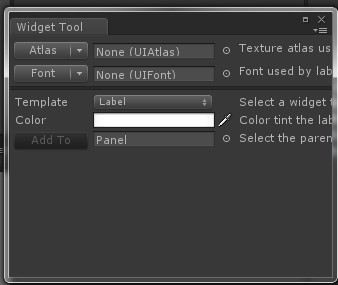 Widget Tool
Atlas None (UIAtlas) Texture atlas us
Font None (UIFont) Font used by lab
Template Label Select a widget t
Color Color tint the lab
Add To Panel Select the paren